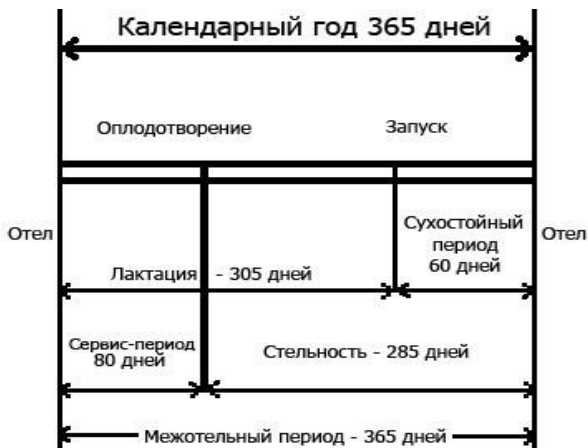 Календарный год 365 дней
Оплодотворение
Запуск
Отел
Сухостойный
период
60 дней
Отел
Лактация - 305 дней
Сервис-период
80 дней
Стельность - 285 дней
Межотельный период - 365 дней